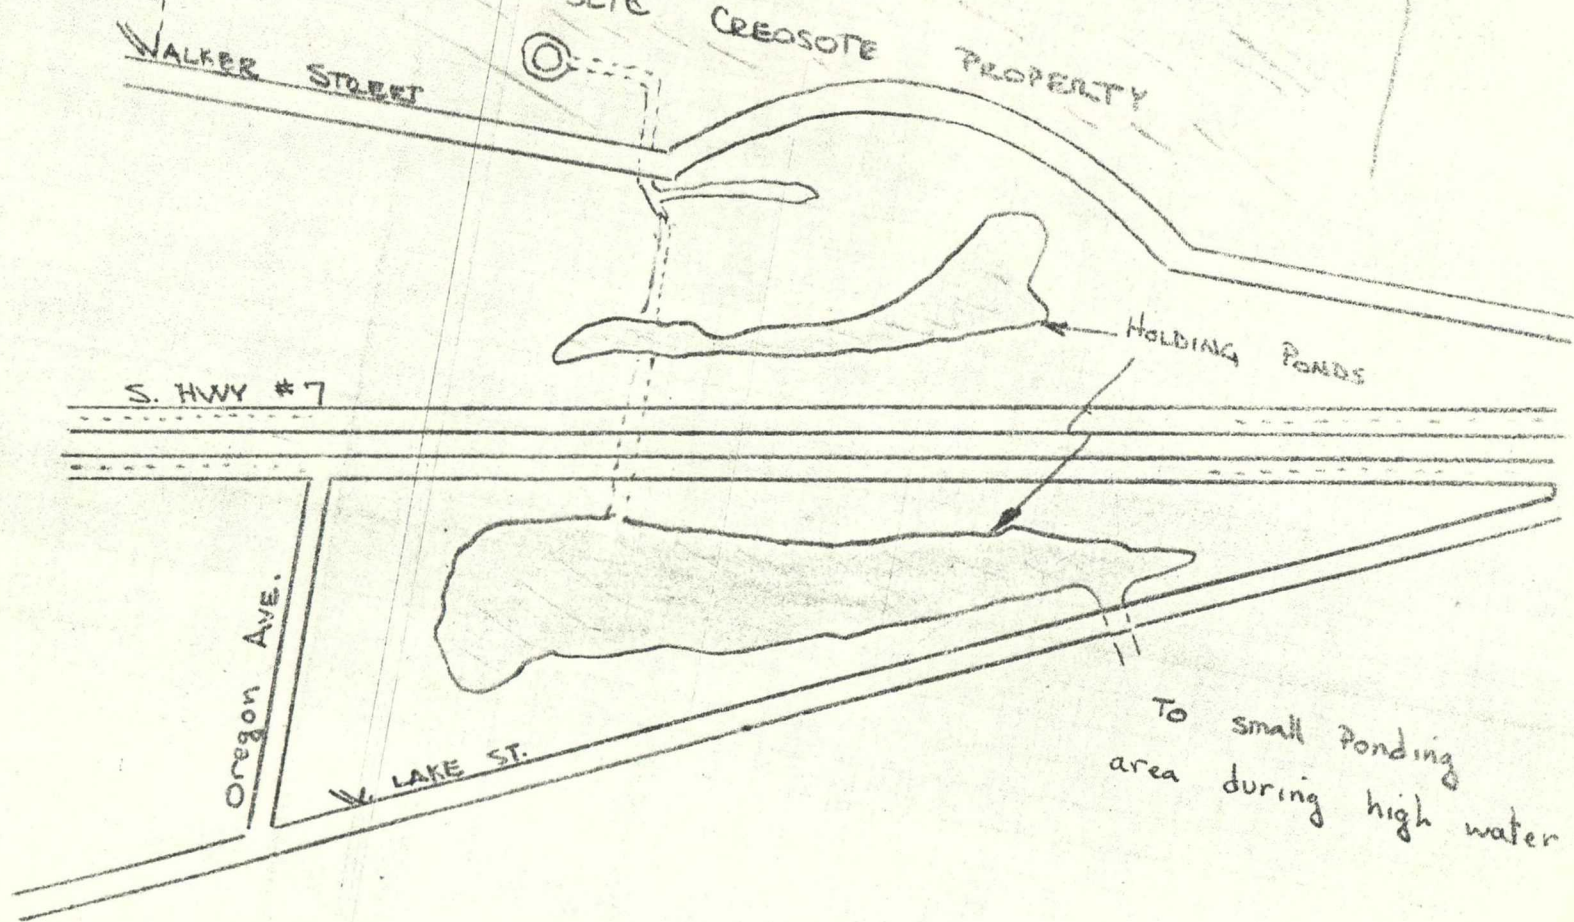 CREOSOTE PROPERTY
WALKER STREET
HOLDING PONDS
S. HWY #7
Oregon Ave.
W. LAKE ST.
To small Ponding
area during high water